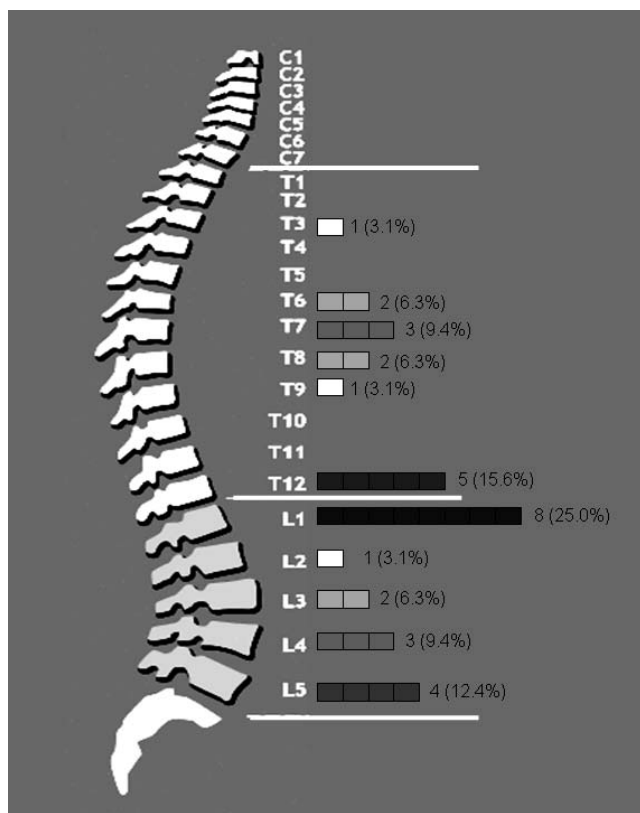 C1
C2
C3
C4
C5
C6
C7
T1
T2
T3 1 (3.1%)
T4
T5
T6 2 (6.3%)
T7 3 (9.4%)
T8 2 (6.3%)
T9 1 (3.1%)
T10
T11
T12 5 (15.6%)
L1 8 (25.0%)
L2 1 (3.1%)
L3 2 (6.3%)
L4 3 (9.4%)
L5 4 (12.4%)